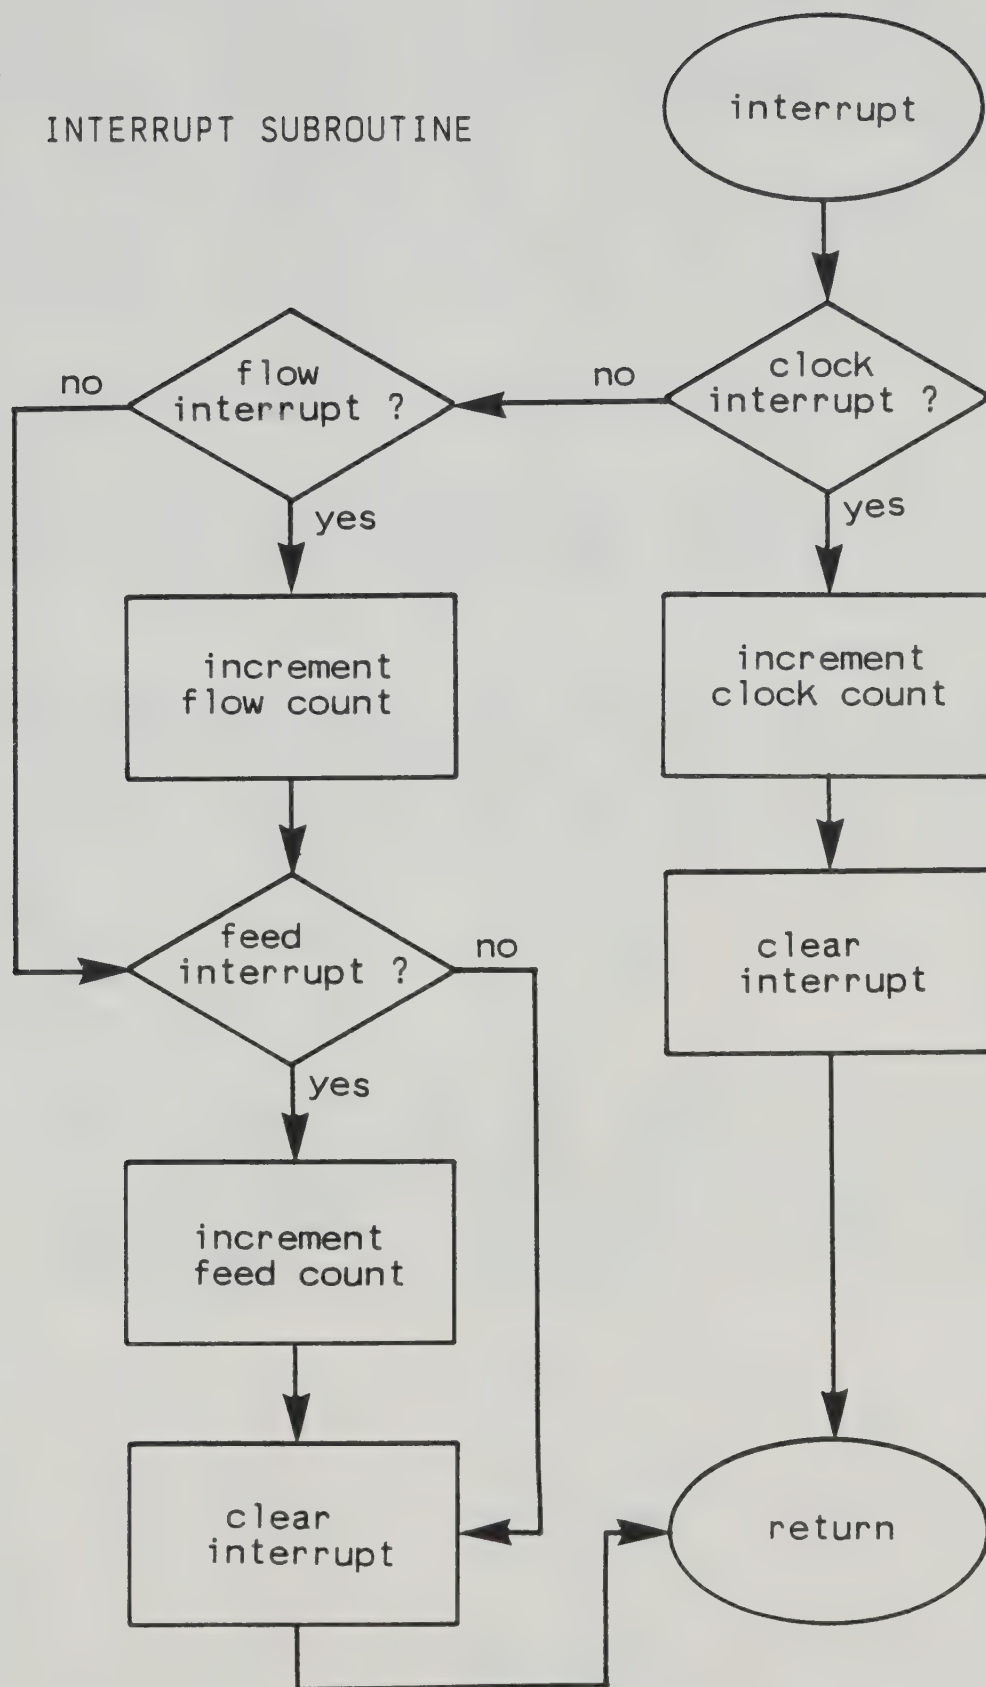 INTERRUPT SUBROUTINE
interrupt
clock
interrupt ?
no
yes
flow
interrupt ?
no
yes
increment
flow count
increment
clock count
feed
interrupt ?
no
yes
clear
interrupt
increment
feed count
clear
interrupt
return